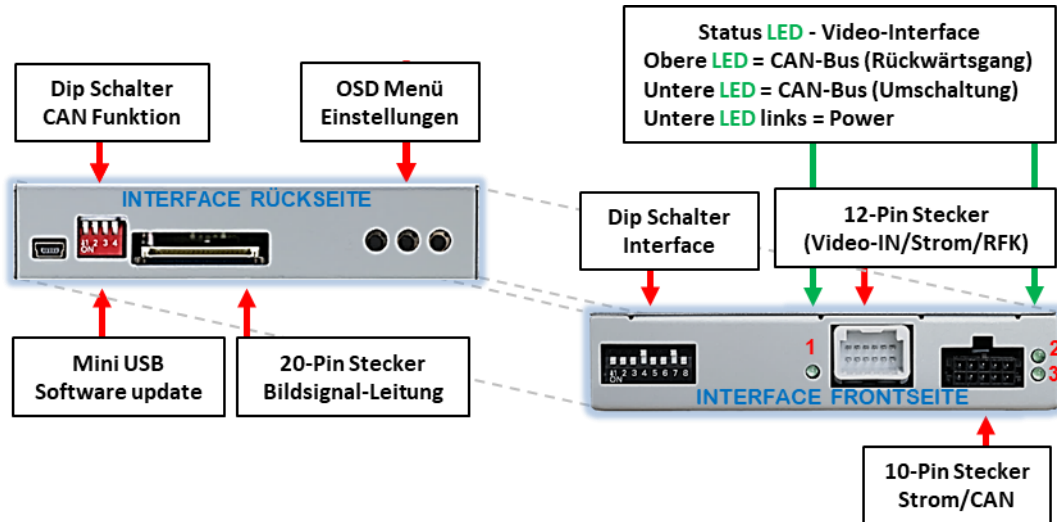 Status LED - Video-Interface
Obere LED = CAN-Bus (Rückwärtsgang)
Untere LED = CAN-Bus (Umschaltung)
Untere LED links = Power
Dip Schalter
CAN Funktion
OSD Menü
Einstellungen
INTERFACE RÜCKSEITE
1 2 3 4
ON
Dip Schalter
Interface
12-Pin Stecker
(Video-IN/Strom/RFK)
Mini USB
Software update
20-Pin Stecker
Bildsignal-Leitung
1 2 3 4 5 6 7 8
ON
1
2
3
INTERFACE FRONTSEITE
10-Pin Stecker
Strom/CAN